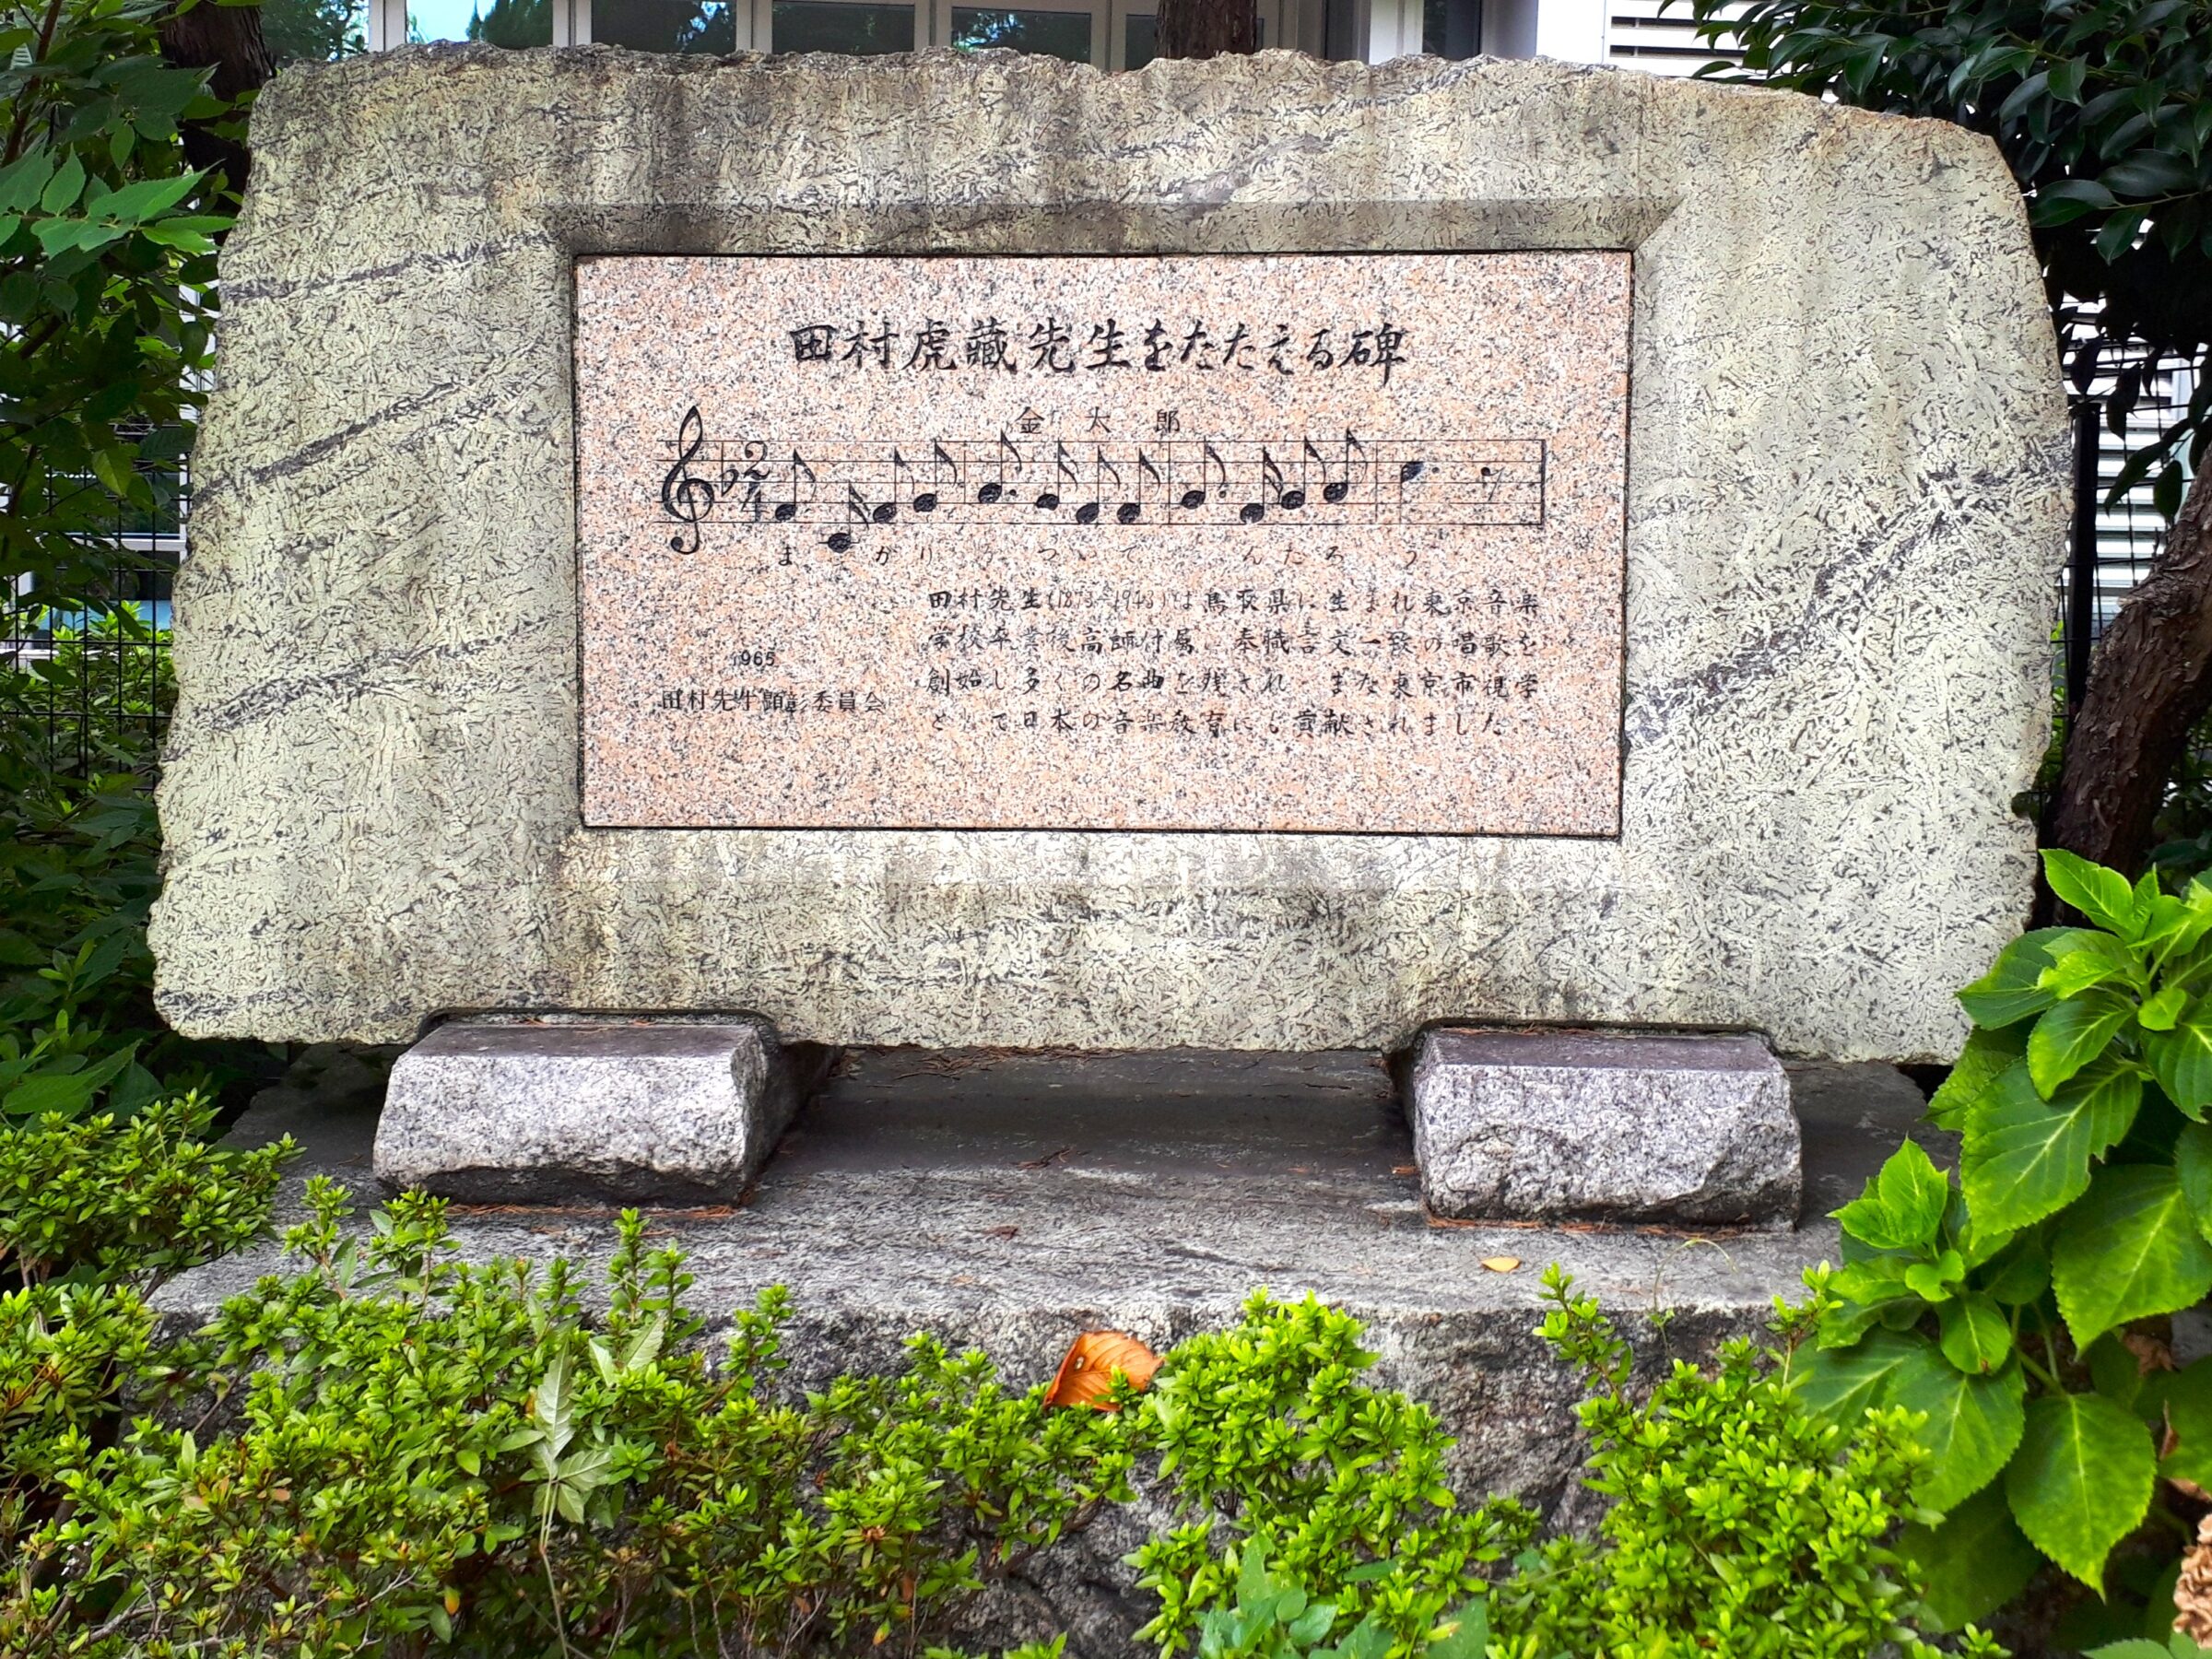 田村虎藏先生をたたえる碑
金太郎
ま がりかついで んたろう
田村先生(1873~1943)は鳥取県に生まれ東京音楽
学校卒業後高師付属に奉職言文一致の唱歌を
創始し多くの名曲を残され また東京市視学
として日本の音楽教育にも貢献されました
1965
田村先生顕彰委員会